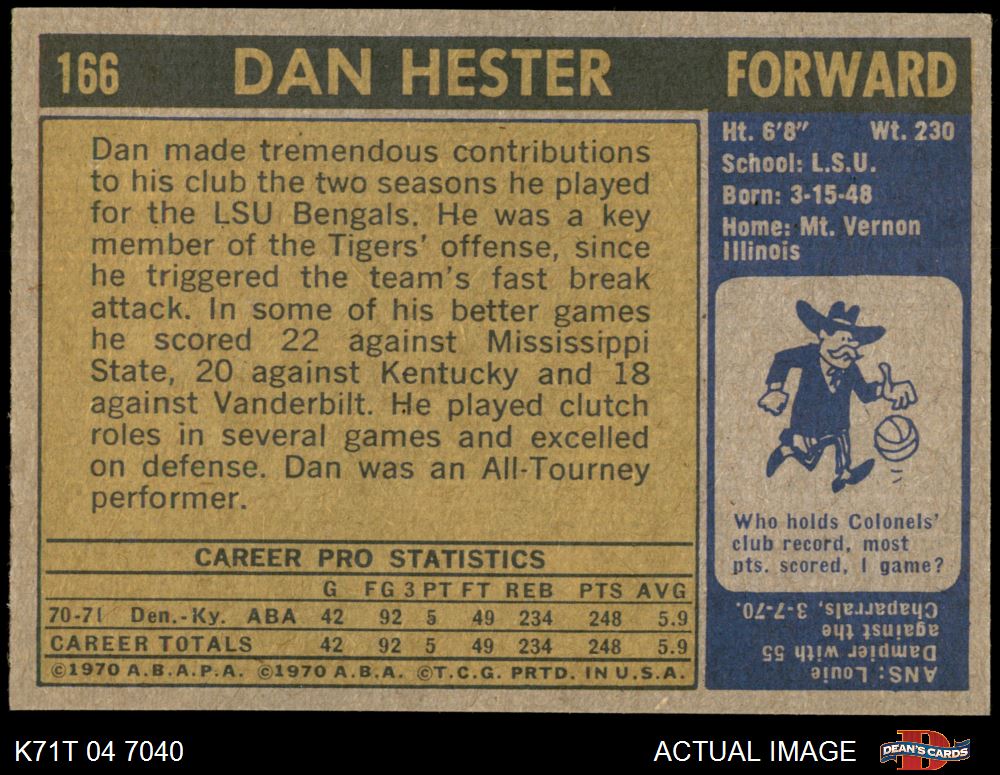 166 DAN HESTER FORWARD
Dan made tremendous contributions
to his club the two seasons he played
for the LSU Bengals. He was a key
member of the Tigers' offense, since
he triggered the team's fast break
attack. In some of his better games
he scored 22 against Mississippi
State, 20 against Kentucky and 18
against Vanderbilt. He played clutch
roles in several games and excelled
on defense. Dan was an All-Tourney
performer.
CAREER PRO STATISTICS
G FG 3 PT FT REB PTS AVG
70-71 Den.-Ky. ABA 42 92 5 49 234 248 5.9
CAREER TOTALS 42 92 5 49 234 248 5.9
©1970 A.B.A.P.A. ©1970 A.B.A. ©T.C.G. PRTD. IN U.S.A.
Ht. 6'8" Wt. 230
School: L.S.U.
Born: 3-15-48
Home: Mt. Vernon
Illinois
Who holds Colonels'
club record, most
pts. scored, 1 game?
ANS: Louie
Dampier with 55
against the
Chaparrals, 3-7-70.
K71T 04 7040
ACTUAL IMAGE
D
DEAN'S CARDS